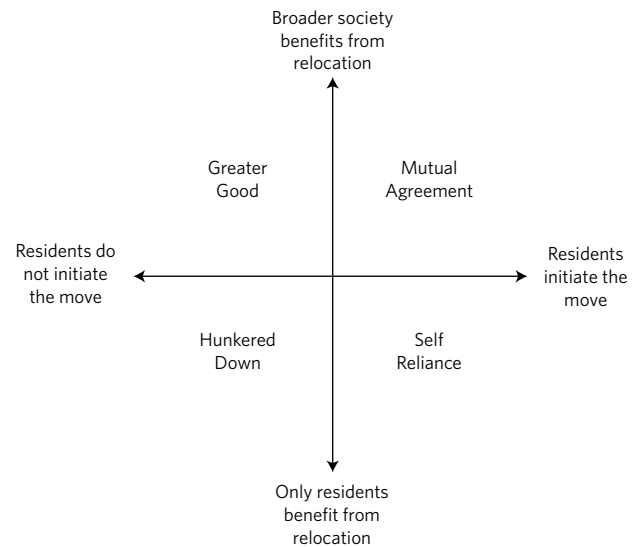 Broader society
benefits from
relocation
Greater
Good
Mutual
Agreement
Residents do
not initiate
the move
Residents
initiate the
move
Hunkered
Down
Self
Reliance
Only residents
benefit from
relocation